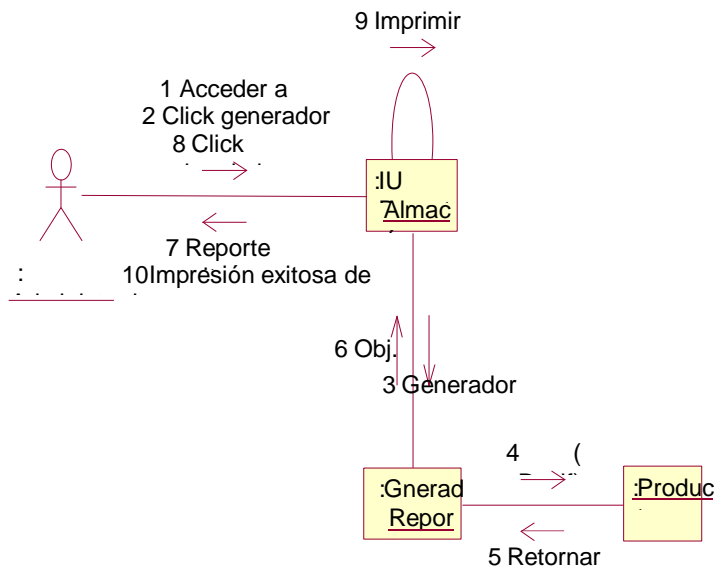 9 Imprimir
1 Acceder a
2 Click generador
8 Click
:IU
Almac
7 Reporte
10Impresión exitosa de
:
6 Obj.
3 Generador
4 (
:Gnerad
Repor
:Produc
5 Retornar